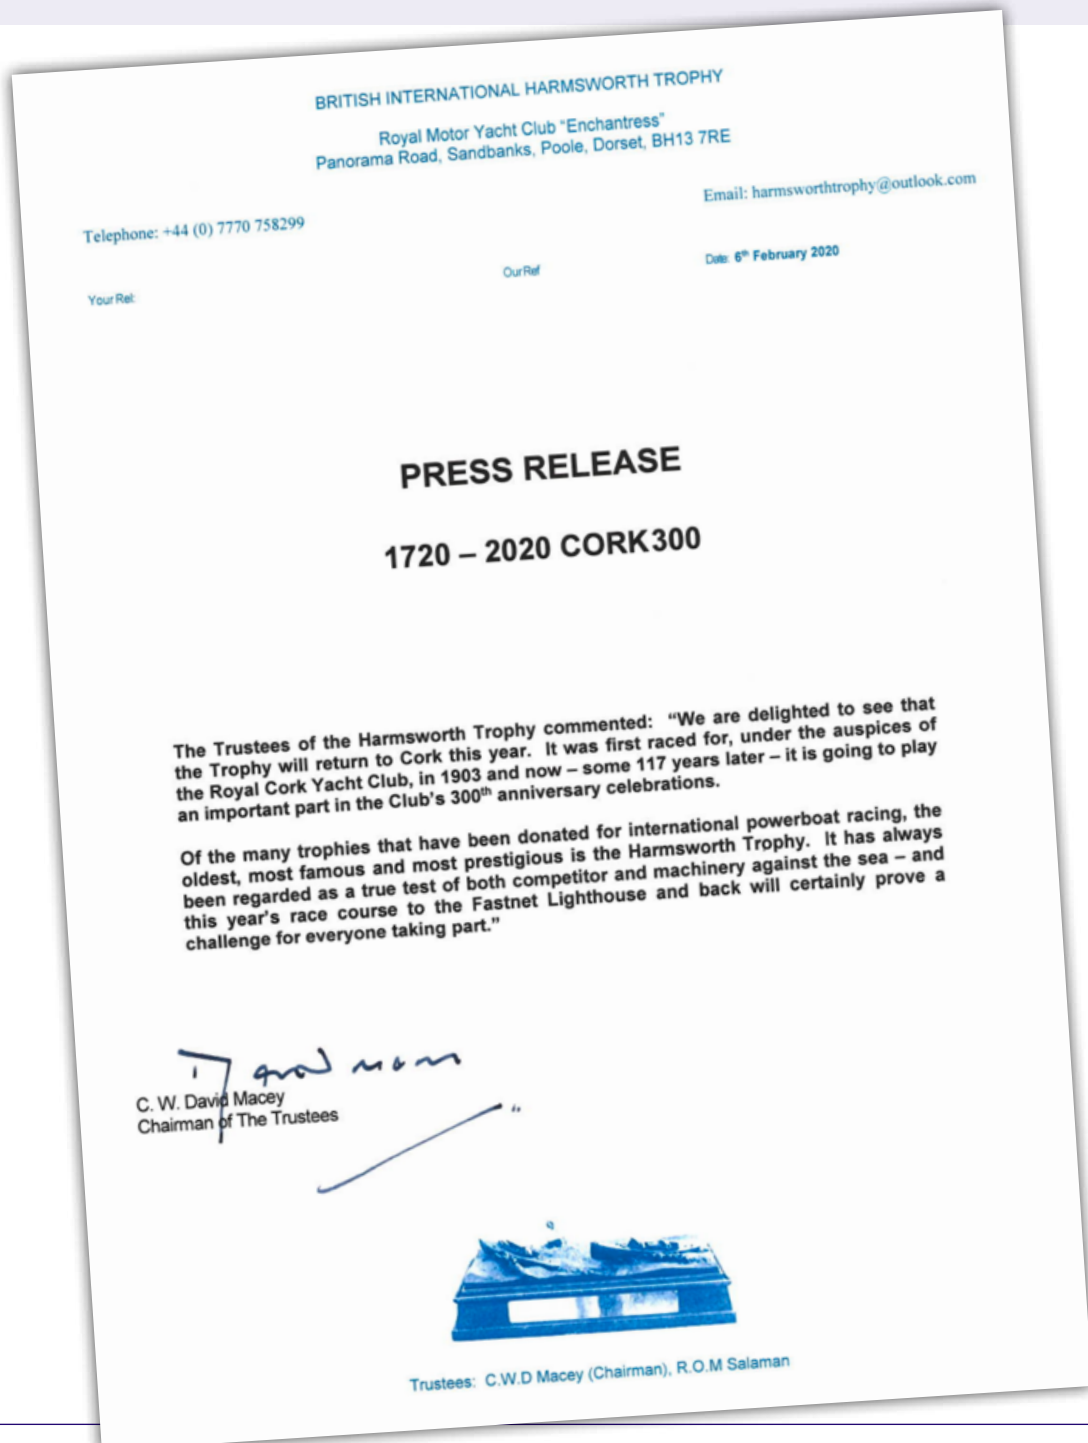 BRITISH INTERNATIONAL HARMSWORTH TROPHY
Royal Motor Yacht Club “Enchantress”
Panorama Road, Sandbanks, Poole, Dorset, BH13 7RE
Telephone: +44 (0) 7770 758299
Email: harmsworthtrophy@outlook.com
Your Ref:
Our Ref
Date: 6th February 2020
PRESS RELEASE
1720 – 2020 CORK300
The Trustees of the Harmsworth Trophy commented: “We are delighted to see that
the Trophy will return to Cork this year. It was first raced for, under the auspices of
the Royal Cork Yacht Club, in 1903 and now – some 117 years later – it is going to play
an important part in the Club's 300th anniversary celebrations.
Of the many trophies that have been donated for international powerboat racing, the
oldest, most famous and most prestigious is the Harmsworth Trophy. It has always
been regarded as a true test of both competitor and machinery against the sea – and
this year's race course to the Fastnet Lighthouse and back will certainly prove a
challenge for everyone taking part.”
C. W. David Macey
Chairman of The Trustees
Trustees: C.W.D Macey (Chairman), R.O.M Salaman